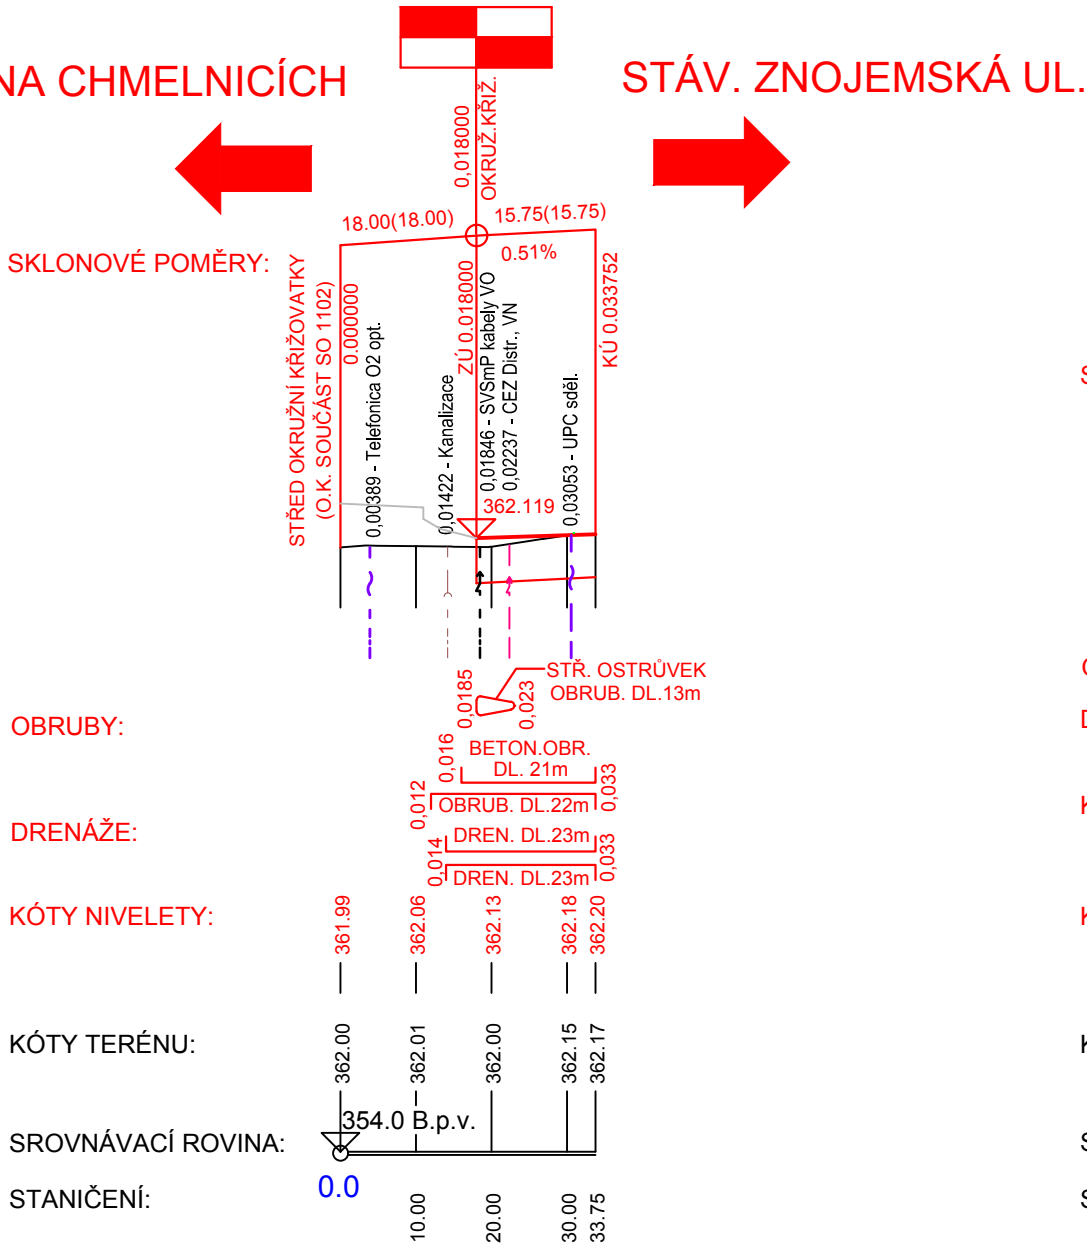 NA CHMELNICÍCH
STÁV. ZNOJEMSKÁ UL.
0,018000
OKRUŽ.KŘIŽ.
18.00(18.00)
15.75(15.75)
0.51%
SKLONOVÉ POMĚRY:
STŘED OKRUŽNÍ KŘIŽOVATKY
(O.K. SOUČÁST SO 1102)
0.000000
0,00389 - Telefonica O2 opt.
0,01422 - Kanalizace
ZÚ 0.018000
0,01846 - SVSmP kabely VO
0,02237 - CEZ Distr., VN
0,03053 - UPC sděl.
KÚ 0.033752
362.119
STŘ. OSTRŮVEK
OBRUB. DL.13m
0,0185
0,023
OBRUBY:
0,016
BETON.OBR.
DL. 21m
0,033
0,012
OBRUB. DL.22m
DRENÁŽE:
DREN. DL.23m
0,014
0,033
DREN. DL.23m
KÓTY NIVELETY:
361.99
362.06
362.13
362.18
362.20
KÓTY TERÉNU:
362.00
362.01
362.00
362.15
362.17
354.0 B.p.v.
SROVNÁVACÍ ROVINA:
0.0
STANIČENÍ:
10.00
20.00
30.00
33.75